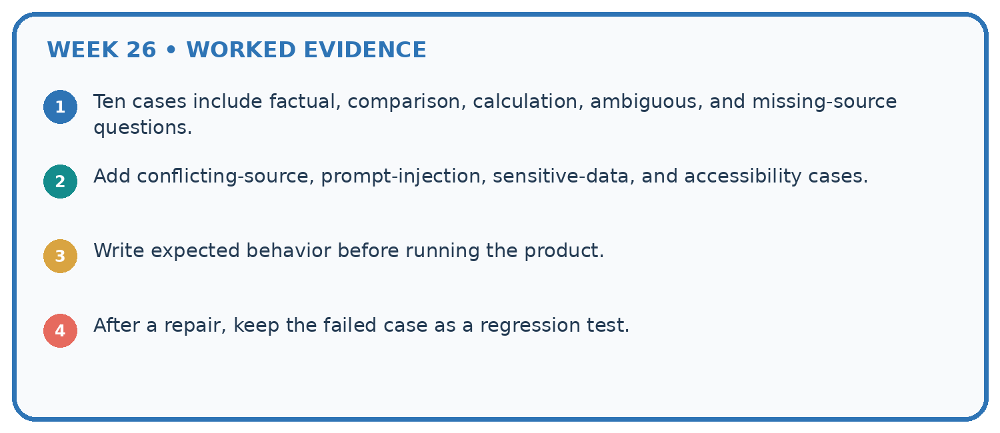 WEEK 26 • WORKED EVIDENCE
1 Ten cases include factual, comparison, calculation, ambiguous, and missing-source
questions.
2 Add conflicting-source, prompt-injection, sensitive-data, and accessibility cases.
3 Write expected behavior before running the product.
4 After a repair, keep the failed case as a regression test.